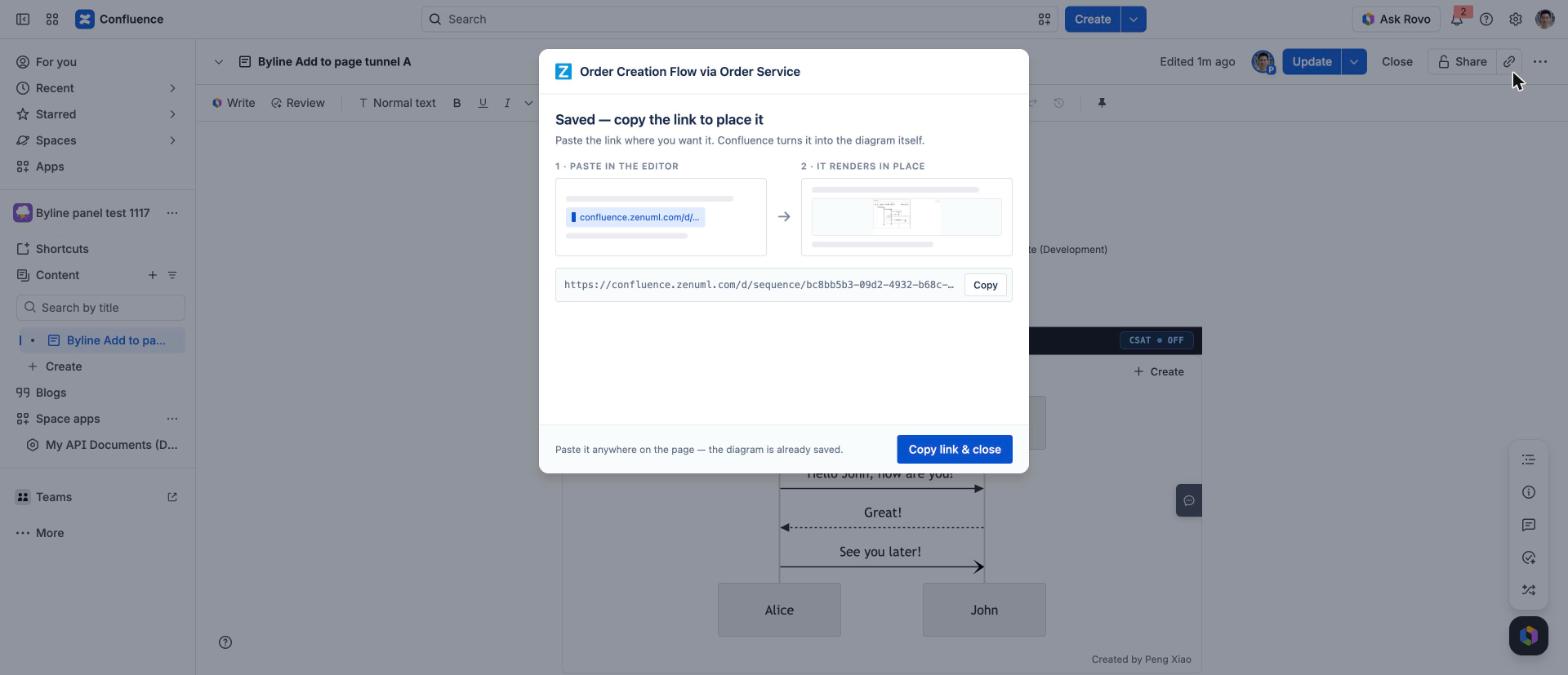 Confluence
Search
Create
Ask Rovo
2
For you
Recent
Starred
Spaces
Apps
Byline panel test 1117
Shortcuts
Content
Search by title
Byline Add to pa...
Create
Blogs
Space apps
My API Documents (D...
Teams
More
Byline Add to page tunnel A
Edited 1m ago
P
Update
Close
Share
Write
Review
T Normal text
B
U
I
Z
Order Creation Flow via Order Service
Saved — copy the link to place it
Paste the link where you want it. Confluence turns it into the diagram itself.
1 · PASTE IN THE EDITOR
confluence.zenuml.com/d/...
2 · IT RENDERS IN PLACE
https://confluence.zenuml.com/d/sequence/bc8bb5b3-09d2-4932-b68c-…
Copy
Paste it anywhere on the page — the diagram is already saved.
Copy link & close
(Development)
CSAT OFF
Create
Hello John, how are you!
Great!
See you later!
Alice
John
Created by Peng Xiao